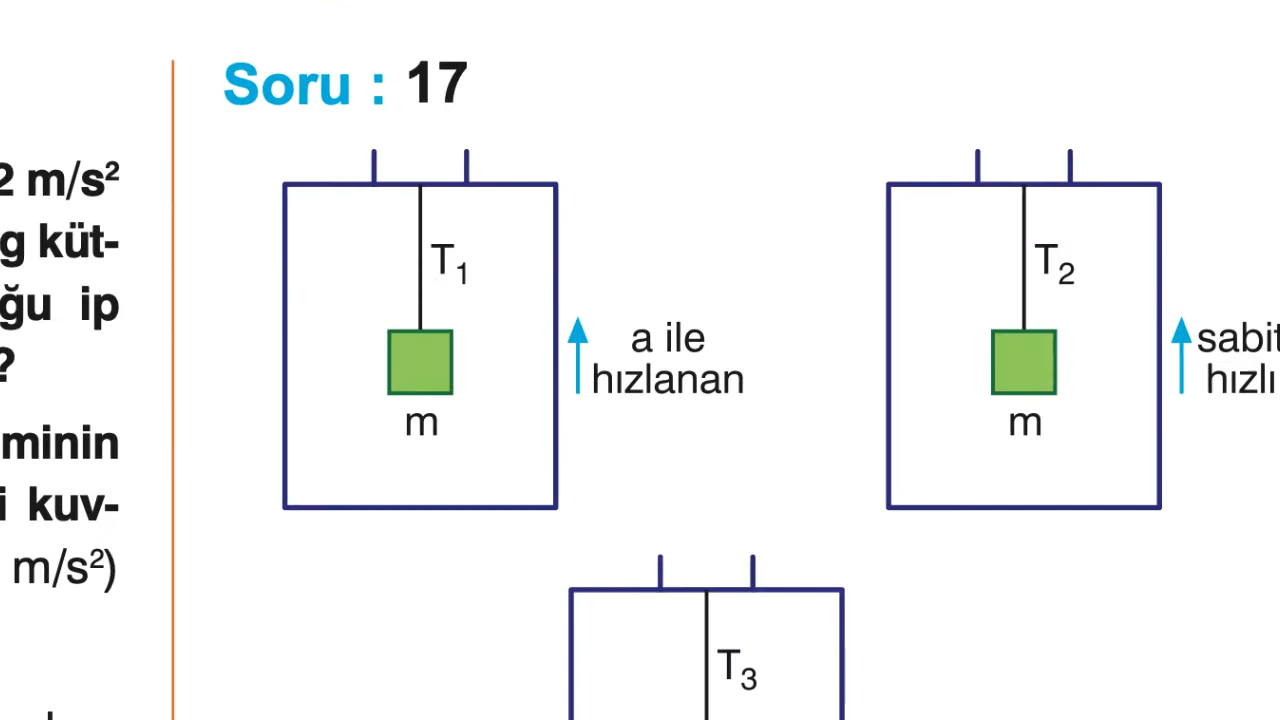 2 m/s²
g küt-
ğu ip
?
minin
i kuv-
m/s²)
Soru : 17
T₁
a ile
hızlanan
m
T₂
sabit
hızlı
m
T₃